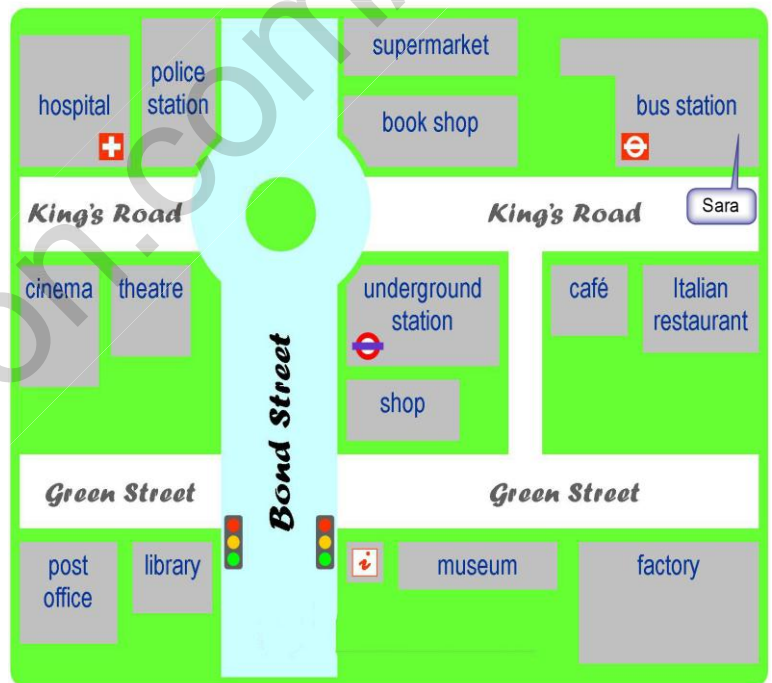 supermarket
police
station
hospital
book shop
bus station
King's Road
King's Road
Sara
cinema
theatre
underground
station
café
Italian
restaurant
shop
Bond Street
Green Street
Green Street
post
office
library
i
museum
factory